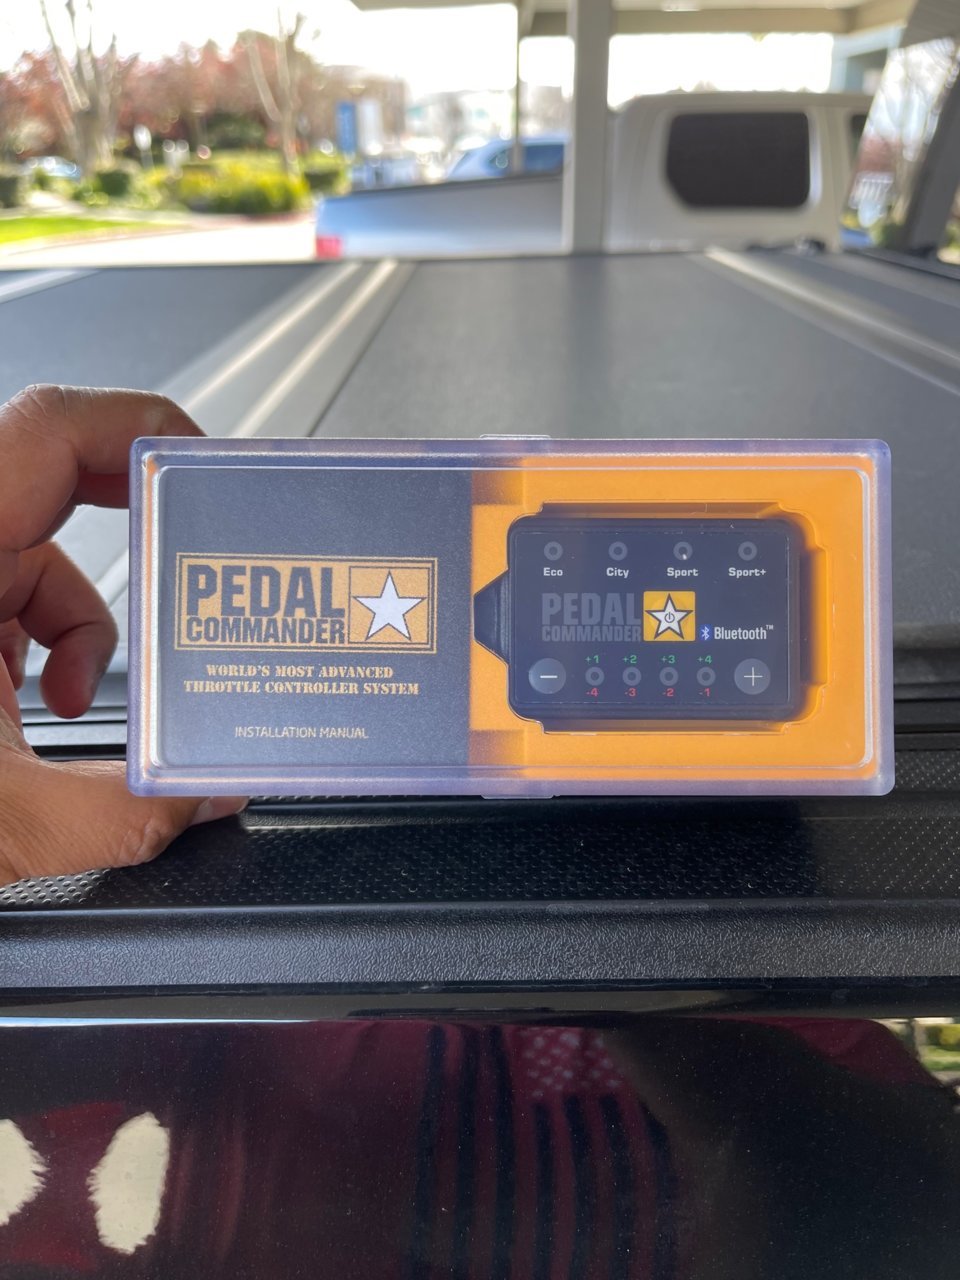 PEDAL
COMMANDER
WORLD'S MOST ADVANCED
THROTTLE CONTROLLER SYSTEM
INSTALLATION MANUAL
Eco City Sport Sport+
PEDAL
COMMANDER
Bluetooth™
+1 +2 +3 +4
− +
-4 -3 -2 -1